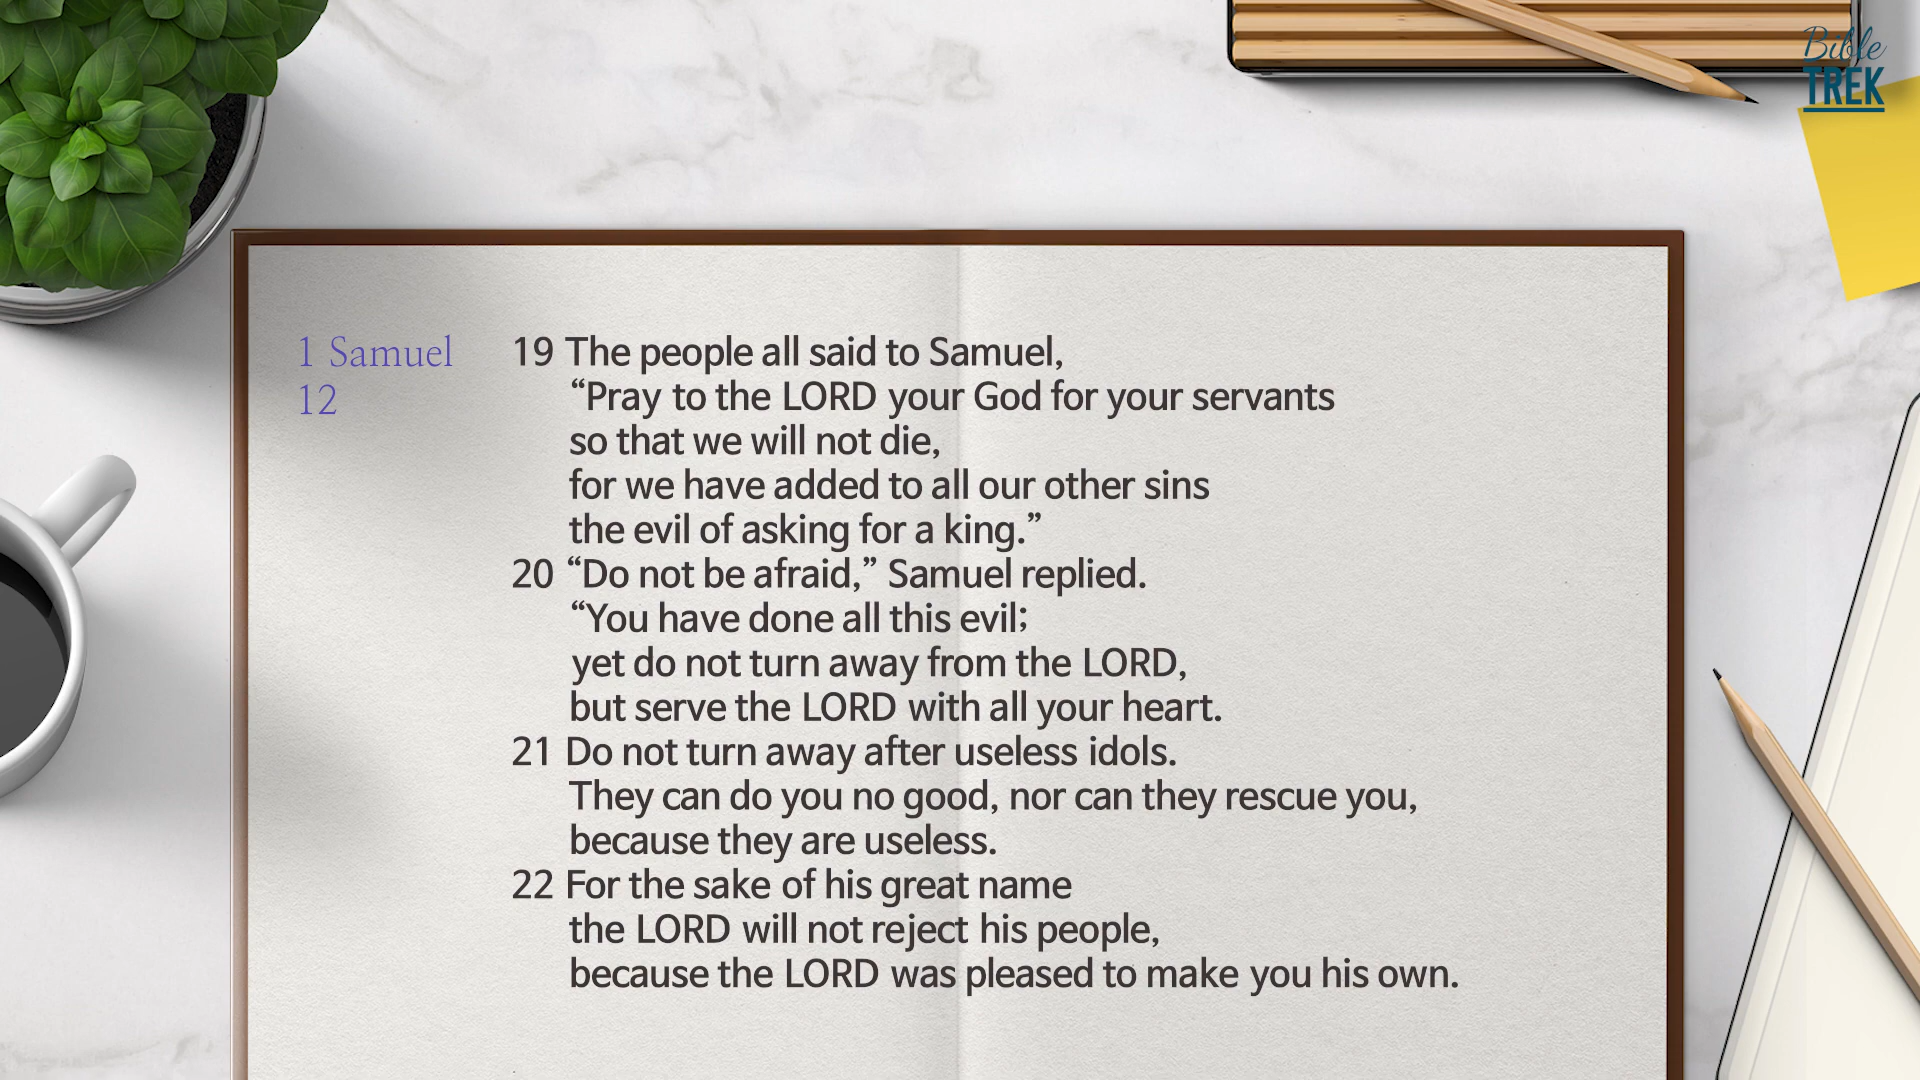 Bible
TREK
1 Samuel
12
19 The people all said to Samuel,
“Pray to the LORD your God for your servants
so that we will not die,
for we have added to all our other sins
the evil of asking for a king.”
20 “Do not be afraid,” Samuel replied.
“You have done all this evil;
yet do not turn away from the LORD,
but serve the LORD with all your heart.
21 Do not turn away after useless idols.
They can do you no good, nor can they rescue you,
because they are useless.
22 For the sake of his great name
the LORD will not reject his people,
because the LORD was pleased to make you his own.